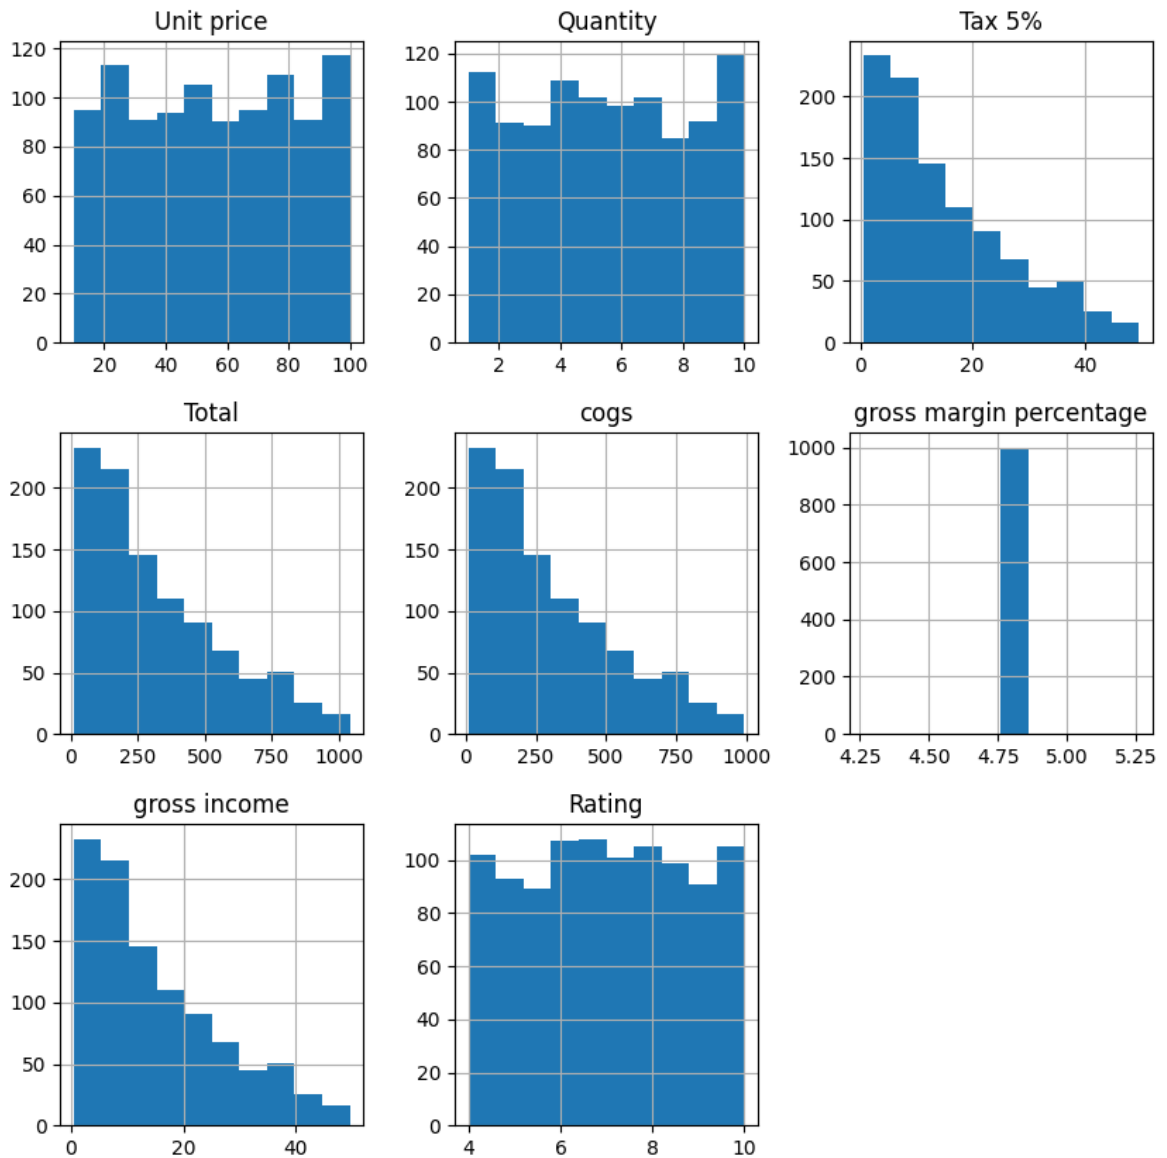 Unit price
120
100
80
60
40
20
0
20 40 60 80 100
Quantity
120
100
80
60
40
20
0
2 4 6 8 10
Tax 5%
200
150
100
50
0
0 20 40
Total
200
150
100
50
0
0 250 500 750 1000
cogs
200
150
100
50
0
0 250 500 750 1000
gross margin percentage
1000
800
600
400
200
0
4.25 4.50 4.75 5.00 5.25
gross income
200
150
100
50
0
0 20 40
Rating
100
80
60
40
20
0
4 6 8 10